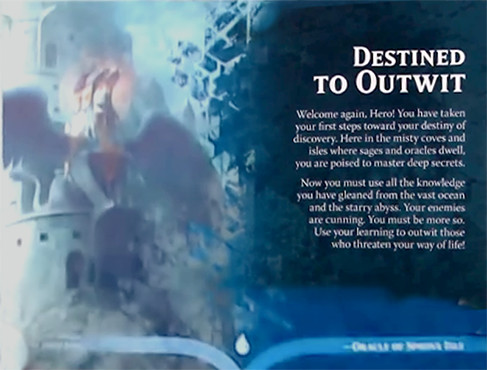 DESTINED
TO OUTWIT
Welcome again, Hero! You have taken
your first steps toward your destiny of
discovery. Here in the misty coves and
isles where sages and oracles dwell,
you are poised to master deep secrets.
Now you must use all the knowledge
you have gleaned from the vast ocean
and the starry abyss. Your enemies
are cunning. You must be more so.
Use your learning to outwit those
who threaten your way of life!
—ORACLE OF SPHINX ISLE